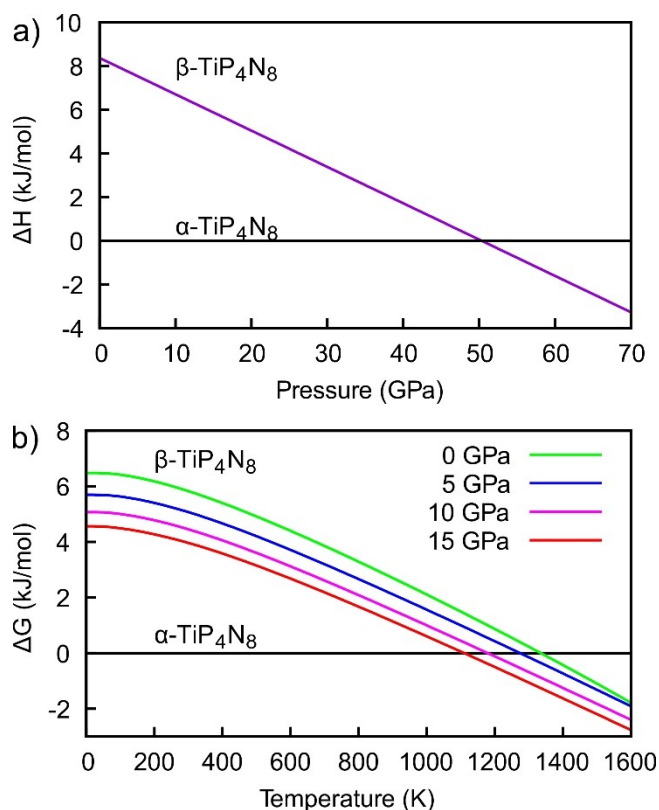 a)
10
8
6
4
2
0
-2
-4
ΔH (kJ/mol)
β-TiP₄N₈
α-TiP₄N₈
0 10 20 30 40 50 60 70
Pressure (GPa)
b)
8
6
4
2
0
-2
ΔG (kJ/mol)
β-TiP₄N₈
0 GPa
5 GPa
10 GPa
15 GPa
α-TiP₄N₈
0 200 400 600 800 1000 1200 1400 1600
Temperature (K)